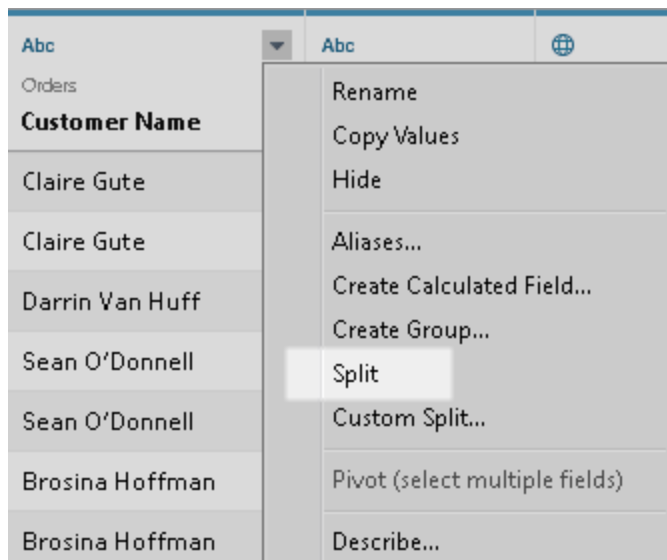 Abc
Abc
Orders
Customer Name
Claire Gute
Claire Gute
Darrin Van Huff
Sean O'Donnell
Sean O'Donnell
Brosina Hoffman
Brosina Hoffman
Rename
Copy Values
Hide
Aliases...
Create Calculated Field...
Create Group...
Split
Custom Split...
Pivot (select multiple fields)
Describe...